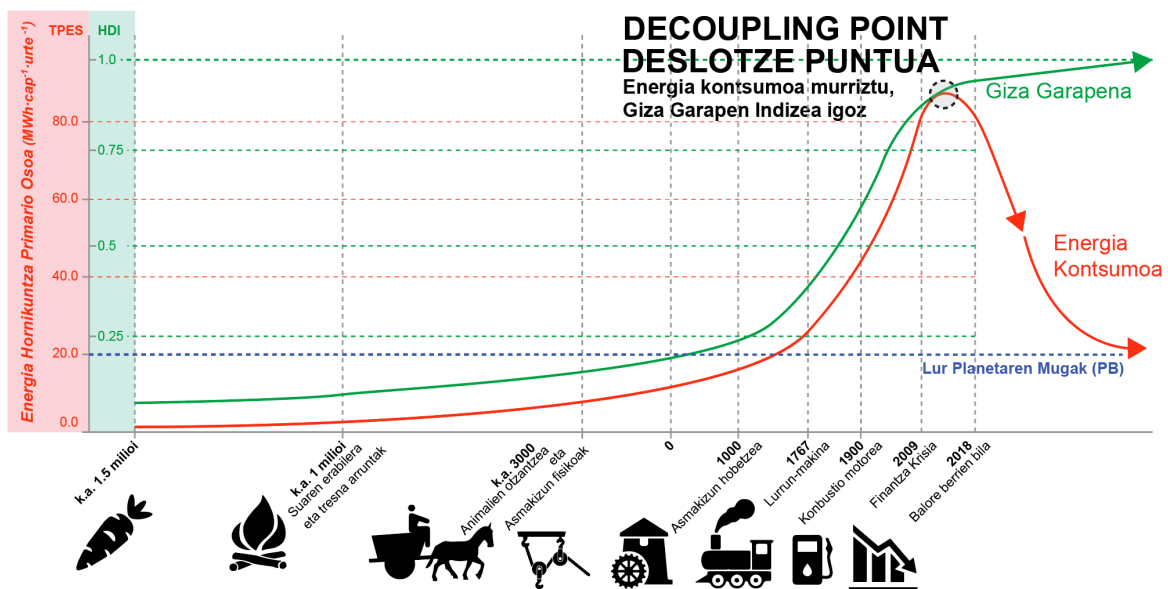 TPES
HDI
DECOUPLING POINT
DESLOTZE PUNTUA
Energia kontsumoa murriztu,
Giza Garapen Indizea igoz
Energia Hornikuntza Primario Osoa (MWh·cap⁻¹·urte⁻¹)
1.0
80.0
0.75
60.0
0.5
40.0
0.25
20.0
0.0
Giza Garapena
Energia
Kontsumoa
Lur Planetaren Mugak (PB)
k.a. 1.5 milioi
k.a. 1 milioi
Suaren erabilera
eta tresna arruntak
k.a. 3000
Animalien otzantzea
eta
Asmakizun fisikoak
0
1000
Asmakizun hobetzea
1767
Lurrun-makina
1900
Konbustio motorea
2009
Finantza Krisia
2018
Balore berrien bila